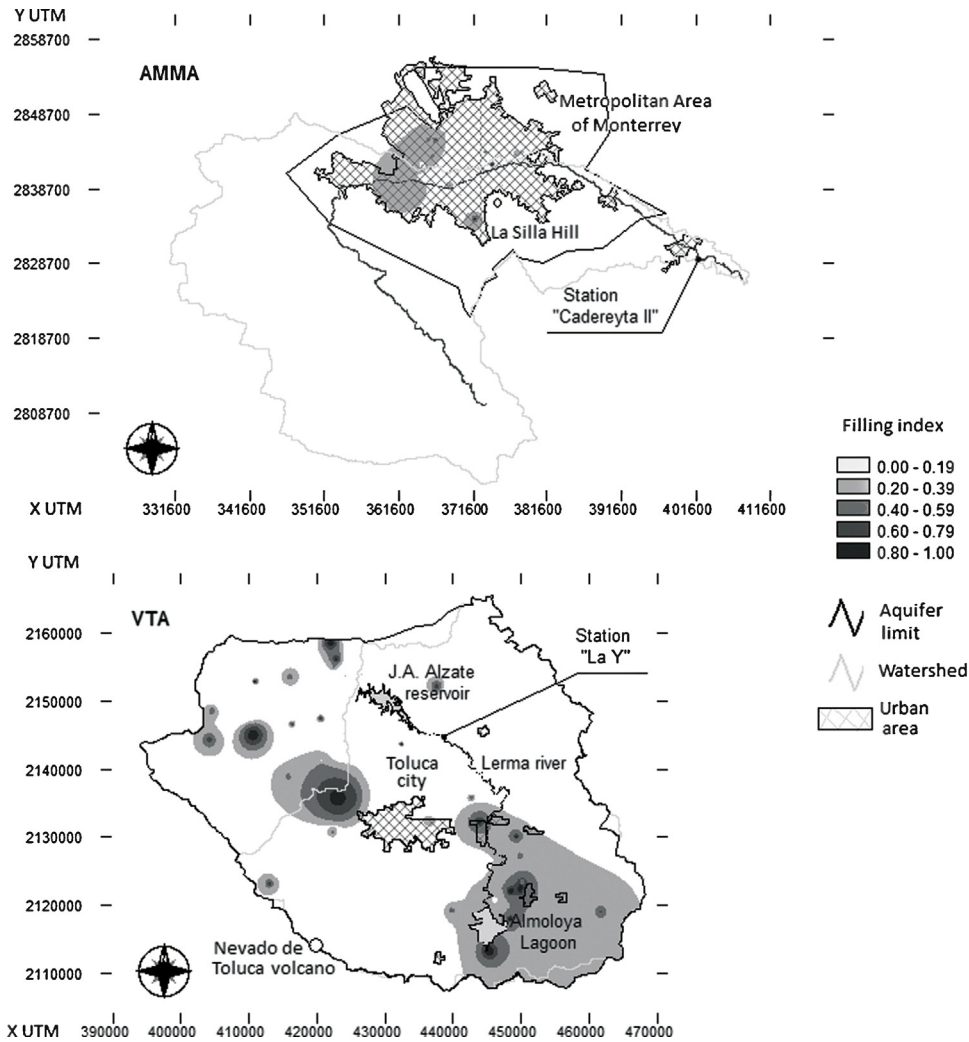 Y UTM
2858700
AMMA
2848700
Metropolitan Area
of Monterrey
2838700
La Silla Hill
2828700
Station
"Cadereyta II"
2818700
2808700
X UTM
331600 341600 351600 361600 371600 381600 391600 401600 411600
Filling index
0.00 - 0.19
0.20 - 0.39
0.40 - 0.59
0.60 - 0.79
0.80 - 1.00
Aquifer
limit
Watershed
Urban
area
Y UTM
VTA
2160000
Station
"La Y"
J.A. Alzate
reservoir
2150000
Toluca
city
Lerma river
2140000
2130000
2120000
Almoloya
Lagoon
Nevado de
Toluca volcano
2110000
X UTM
390000 400000 410000 420000 430000 440000 450000 460000 470000